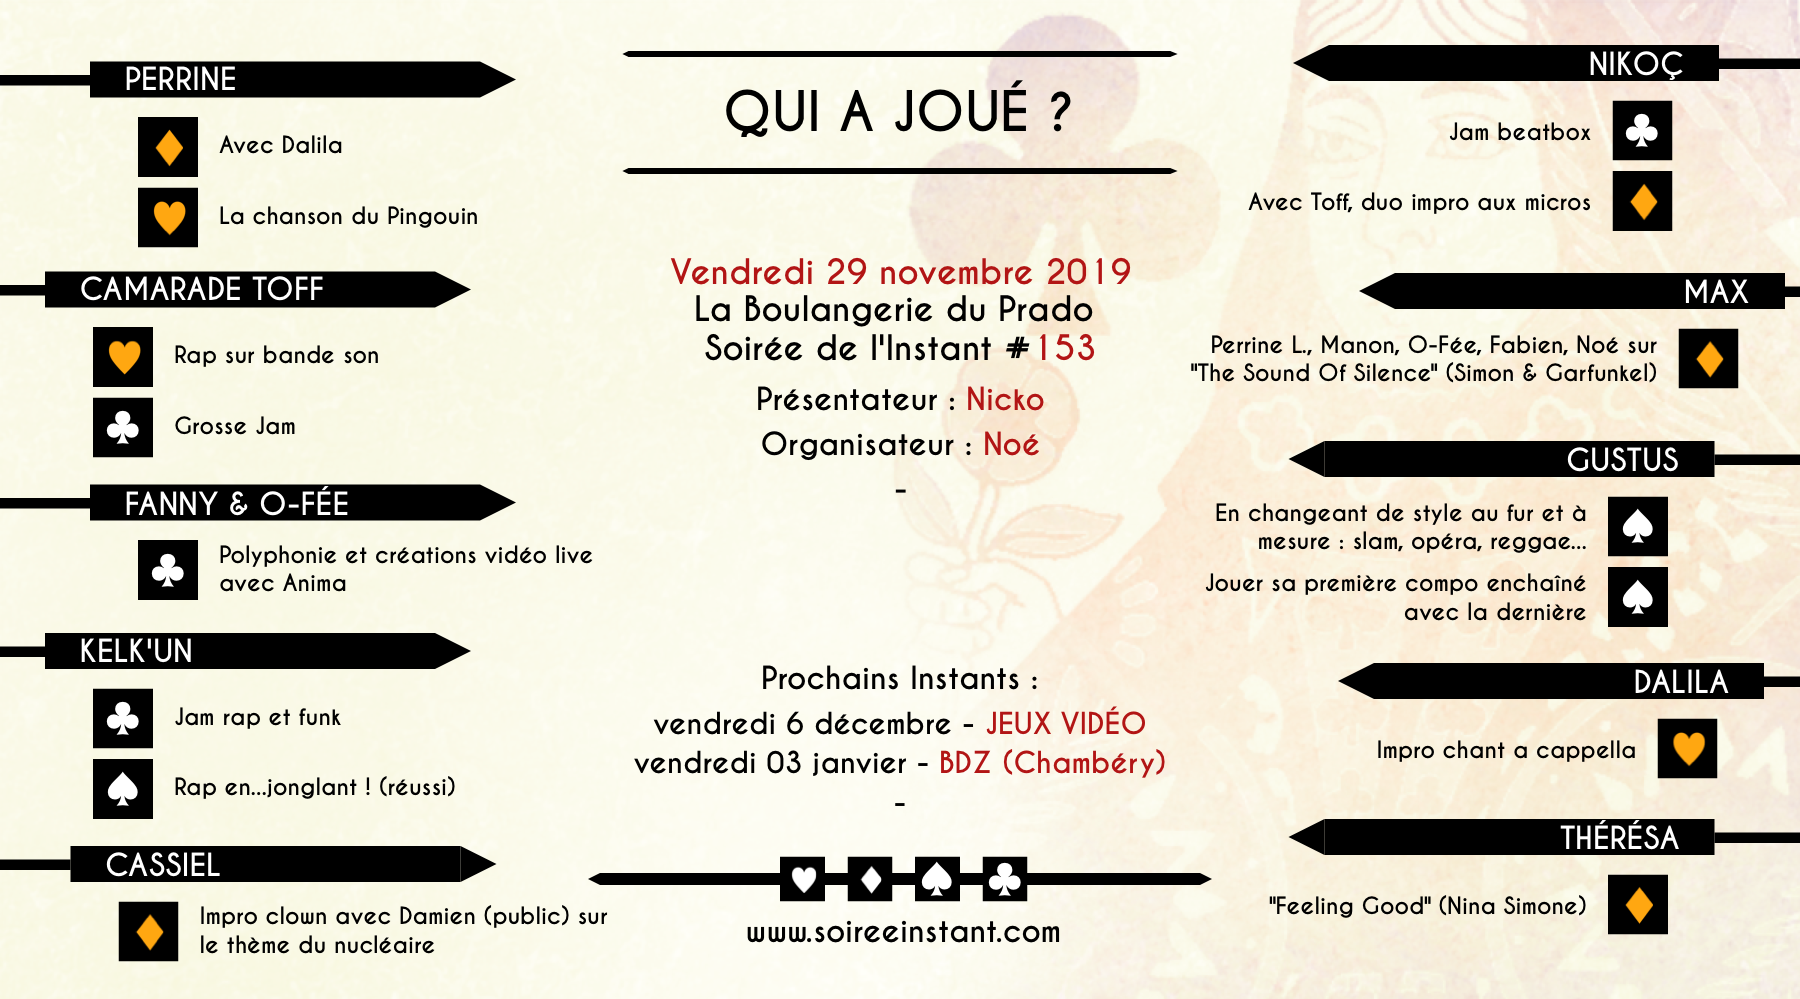 QUI A JOUÉ ?
Vendredi 29 novembre 2019
La Boulangerie du Prado
Soirée de l'Instant #153
Présentateur : Nicko
Organisateur : Noé
-
Prochains Instants :
vendredi 6 décembre - JEUX VIDÉO
vendredi 03 janvier - BDZ (Chambéry)
-
www.soireeinstant.com
PERRINE
Avec Dalila
La chanson du Pingouin
CAMARADE TOFF
Rap sur bande son
Grosse Jam
FANNY & O-FÉE
Polyphonie et créations vidéo live
avec Anima
KELK'UN
Jam rap et funk
Rap en...jonglant ! (réussi)
CASSIEL
Impro clown avec Damien (public) sur
le thème du nucléaire
NIKOÇ
Jam beatbox
Avec Toff, duo impro aux micros
MAX
Perrine L., Manon, O-Fée, Fabien, Noé sur
"The Sound Of Silence" (Simon & Garfunkel)
GUSTUS
En changeant de style au fur et à
mesure : slam, opéra, reggae...
Jouer sa première compo enchaîné
avec la dernière
DALILA
Impro chant a cappella
THÉRÉSA
"Feeling Good" (Nina Simone)